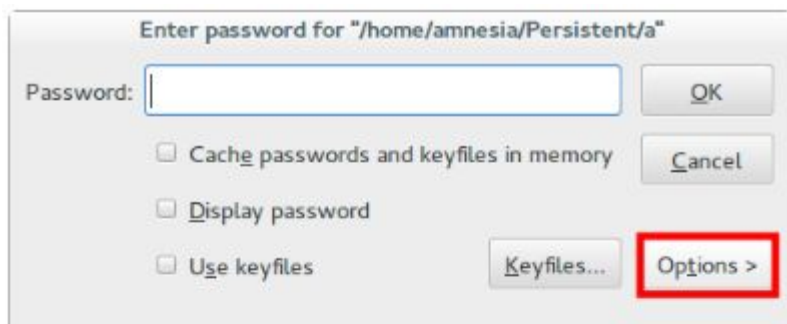 Enter password for "/home/amnesia/Persistent/a"
Password:
OK
Cache passwords and keyfiles in memory
Cancel
Display password
Use keyfiles
Keyfiles...
Options >